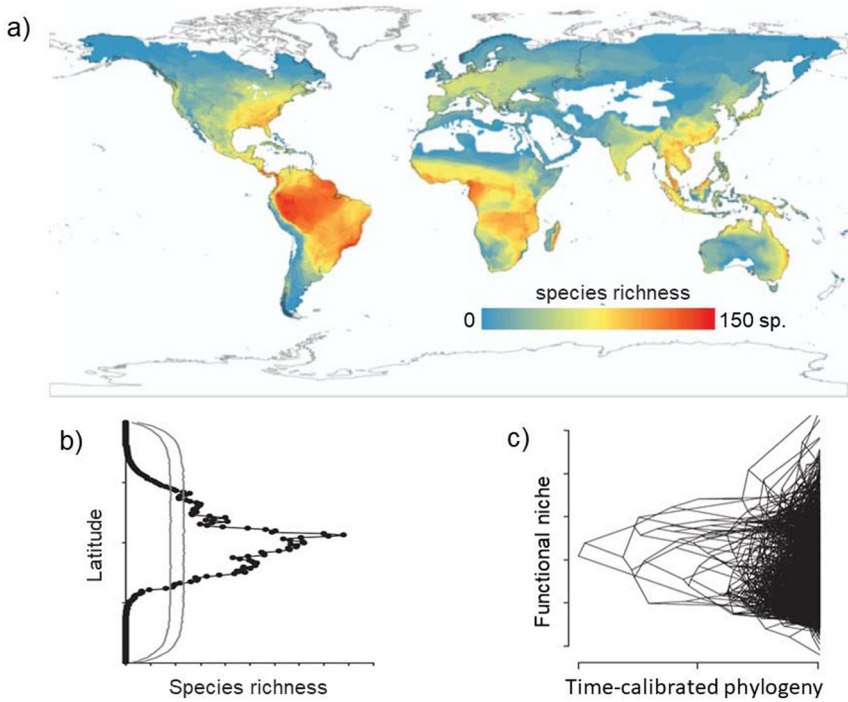 a)
species richness
0 150 sp.
b)
Latitude
Species richness
c)
Functional niche
Time-calibrated phylogeny